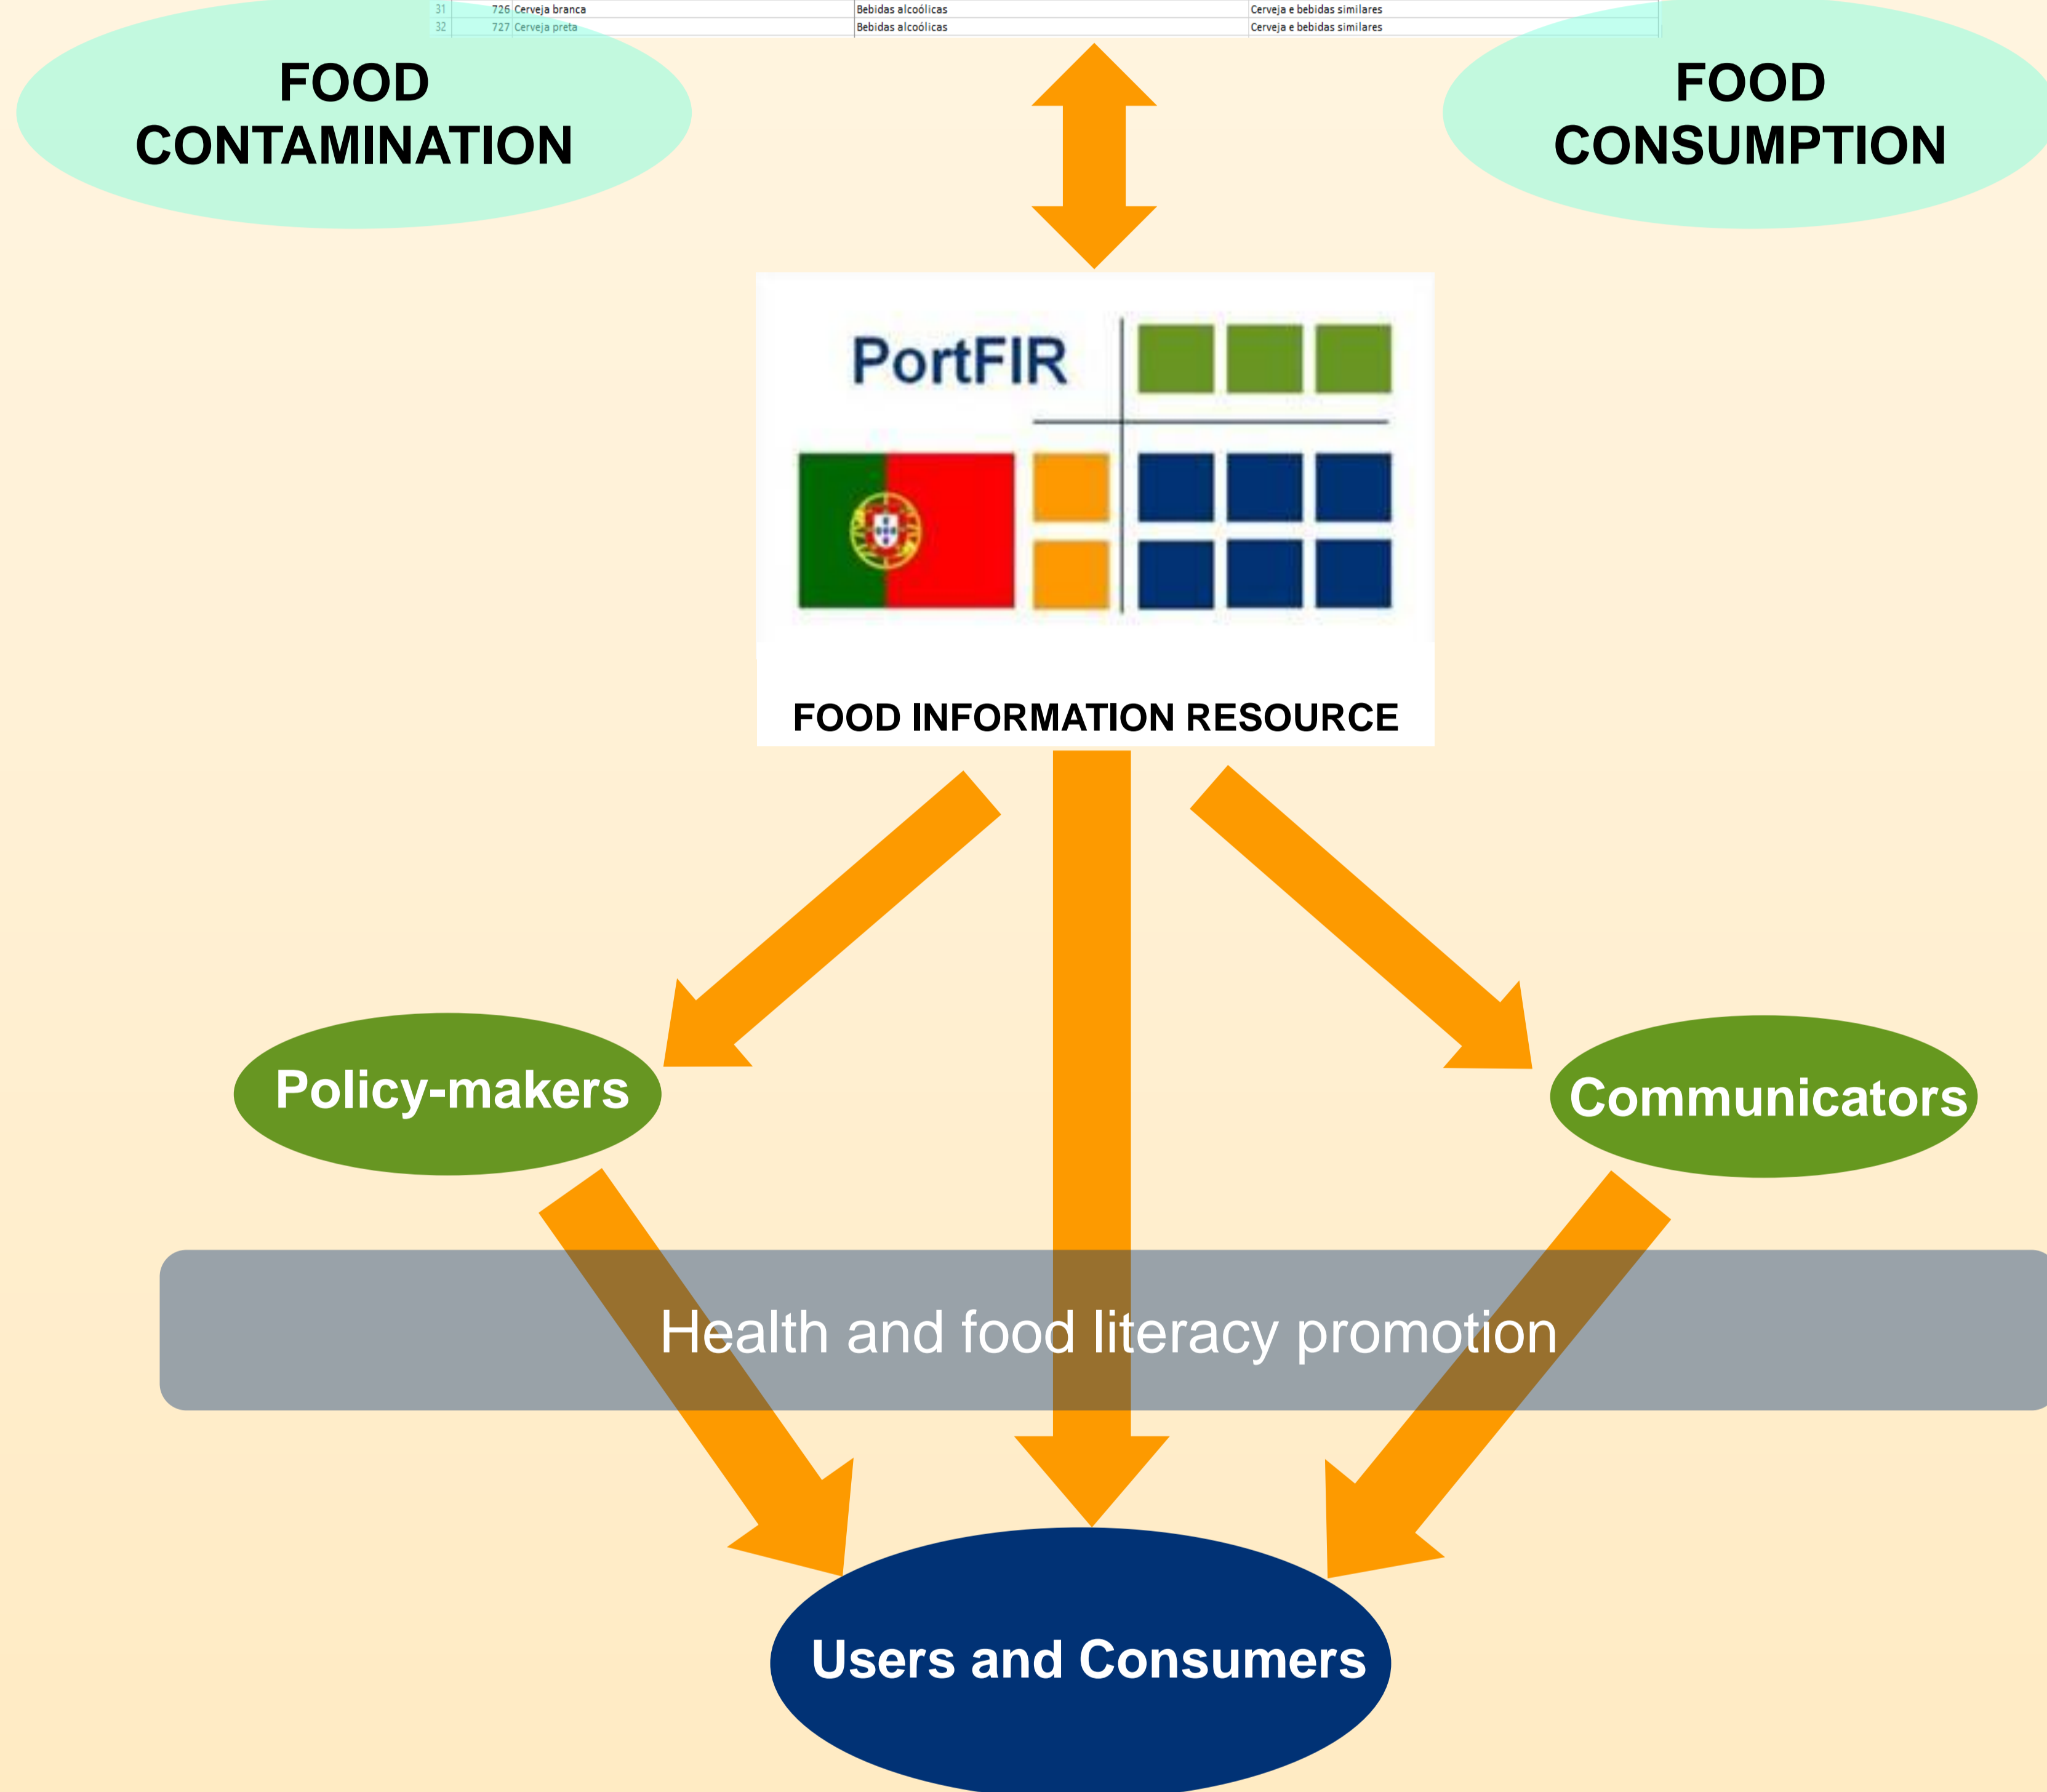 31 726 Cerveja branca Bebidas alcoólicas Cerveja e bebidas similares
32 727 Cerveja preta Bebidas alcoólicas Cerveja e bebidas similares
FOOD
CONTAMINATION
FOOD
CONSUMPTION
PortFIR
FOOD INFORMATION RESOURCE
Policy-makers
Communicators
Health and food literacy promotion
Users and Consumers